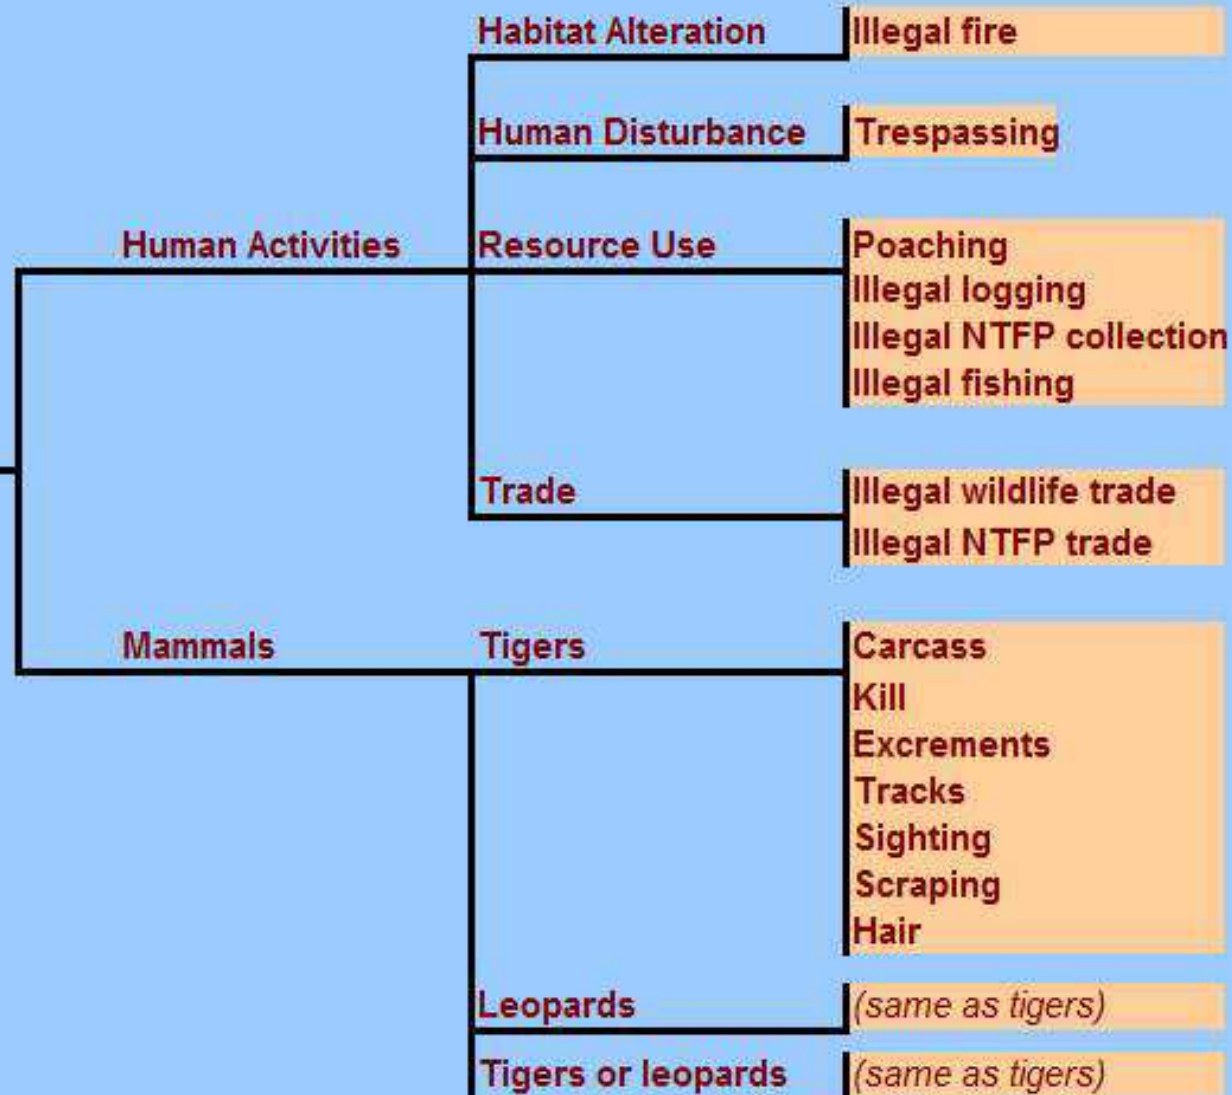 Habitat Alteration Illegal fire
Human Disturbance Trespassing
Human Activities Resource Use Poaching
Illegal logging
Illegal NTFP collection
Illegal fishing
Trade Illegal wildlife trade
Illegal NTFP trade
Mammals Tigers Carcass
Kill
Excrements
Tracks
Sighting
Scraping
Hair
Leopards (same as tigers)
Tigers or leopards (same as tigers)